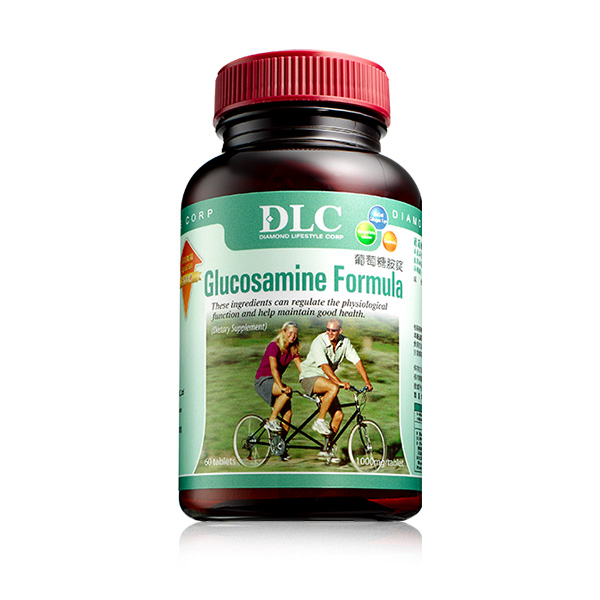 CORP
DLC
DIAMOND LIFESTYLE CORP
DIAMO
葡萄糖胺錠
Glucosamine Formula
These ingredients can regulate the physiological
function and help maintain good health.
(Dietary Supplement)
60 tablets
1000mg/tablet